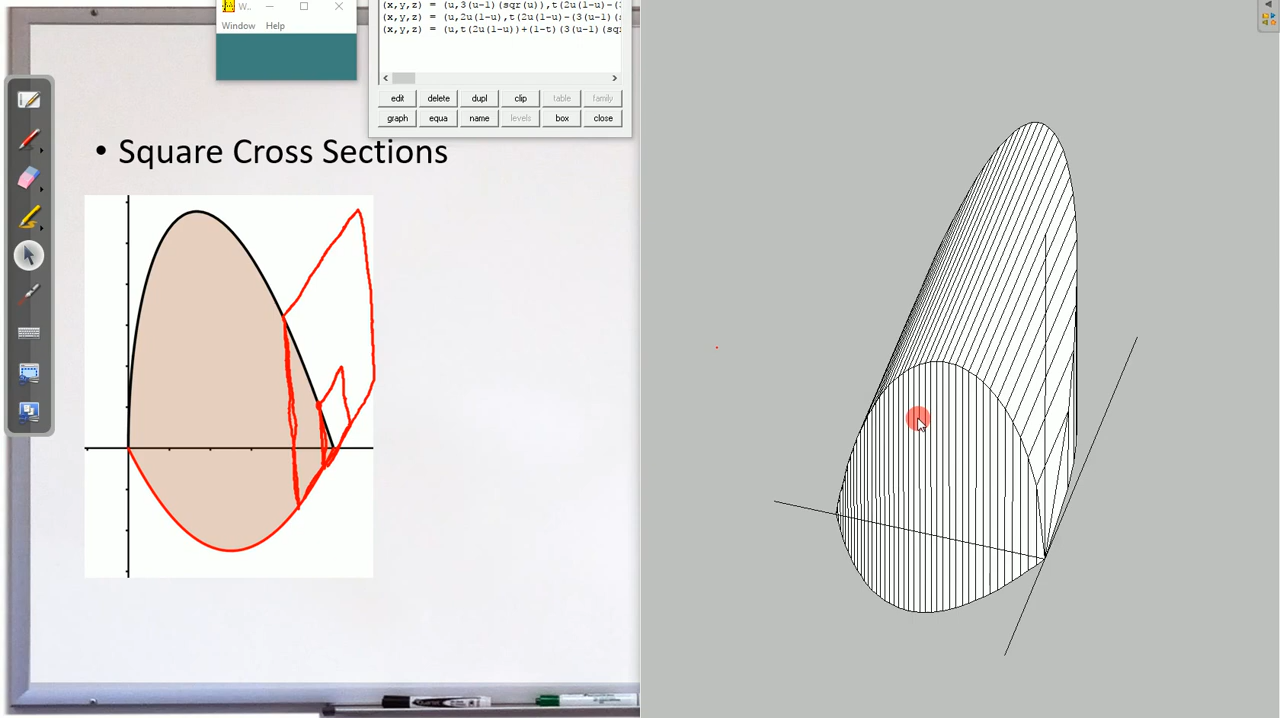 W..
Window Help
(x,y,z) = (u,3(u-1)(sqr(u)),t(2u(1-u)-(3
(x,y,z) = (u,2u(1-u),t(2u(1-u)-(3(u-1)(s
(x,y,z) = (u,t(2u(1-u))+(1-t)(3(u-1)(sq
edit delete dupl clip table family
graph equa name levels box close
• Square Cross Sections